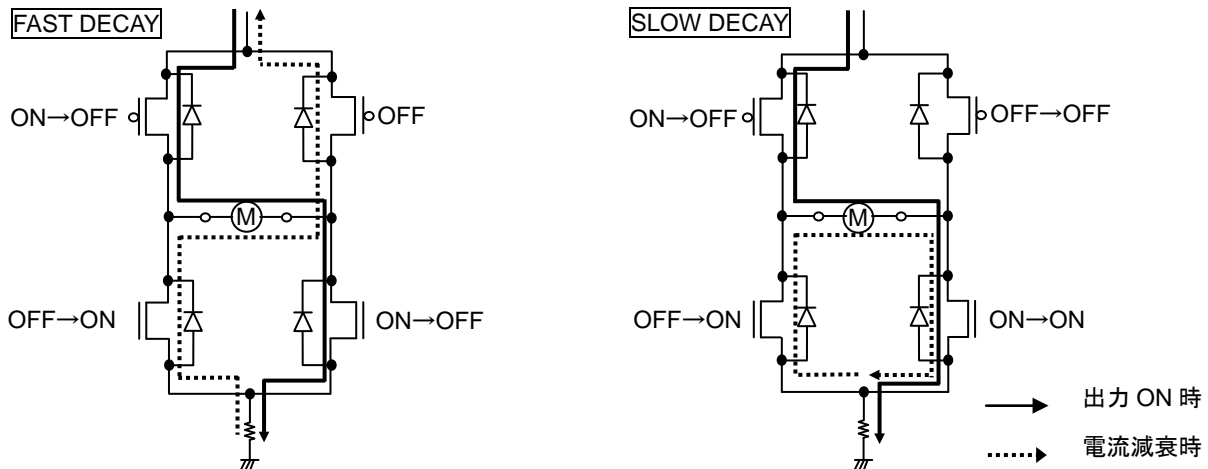 FAST DECAY
ON→OFF
OFF
M
OFF→ON
ON→OFF
SLOW DECAY
ON→OFF
OFF→OFF
M
OFF→ON
ON→ON
出力 ON 時
電流減衰時